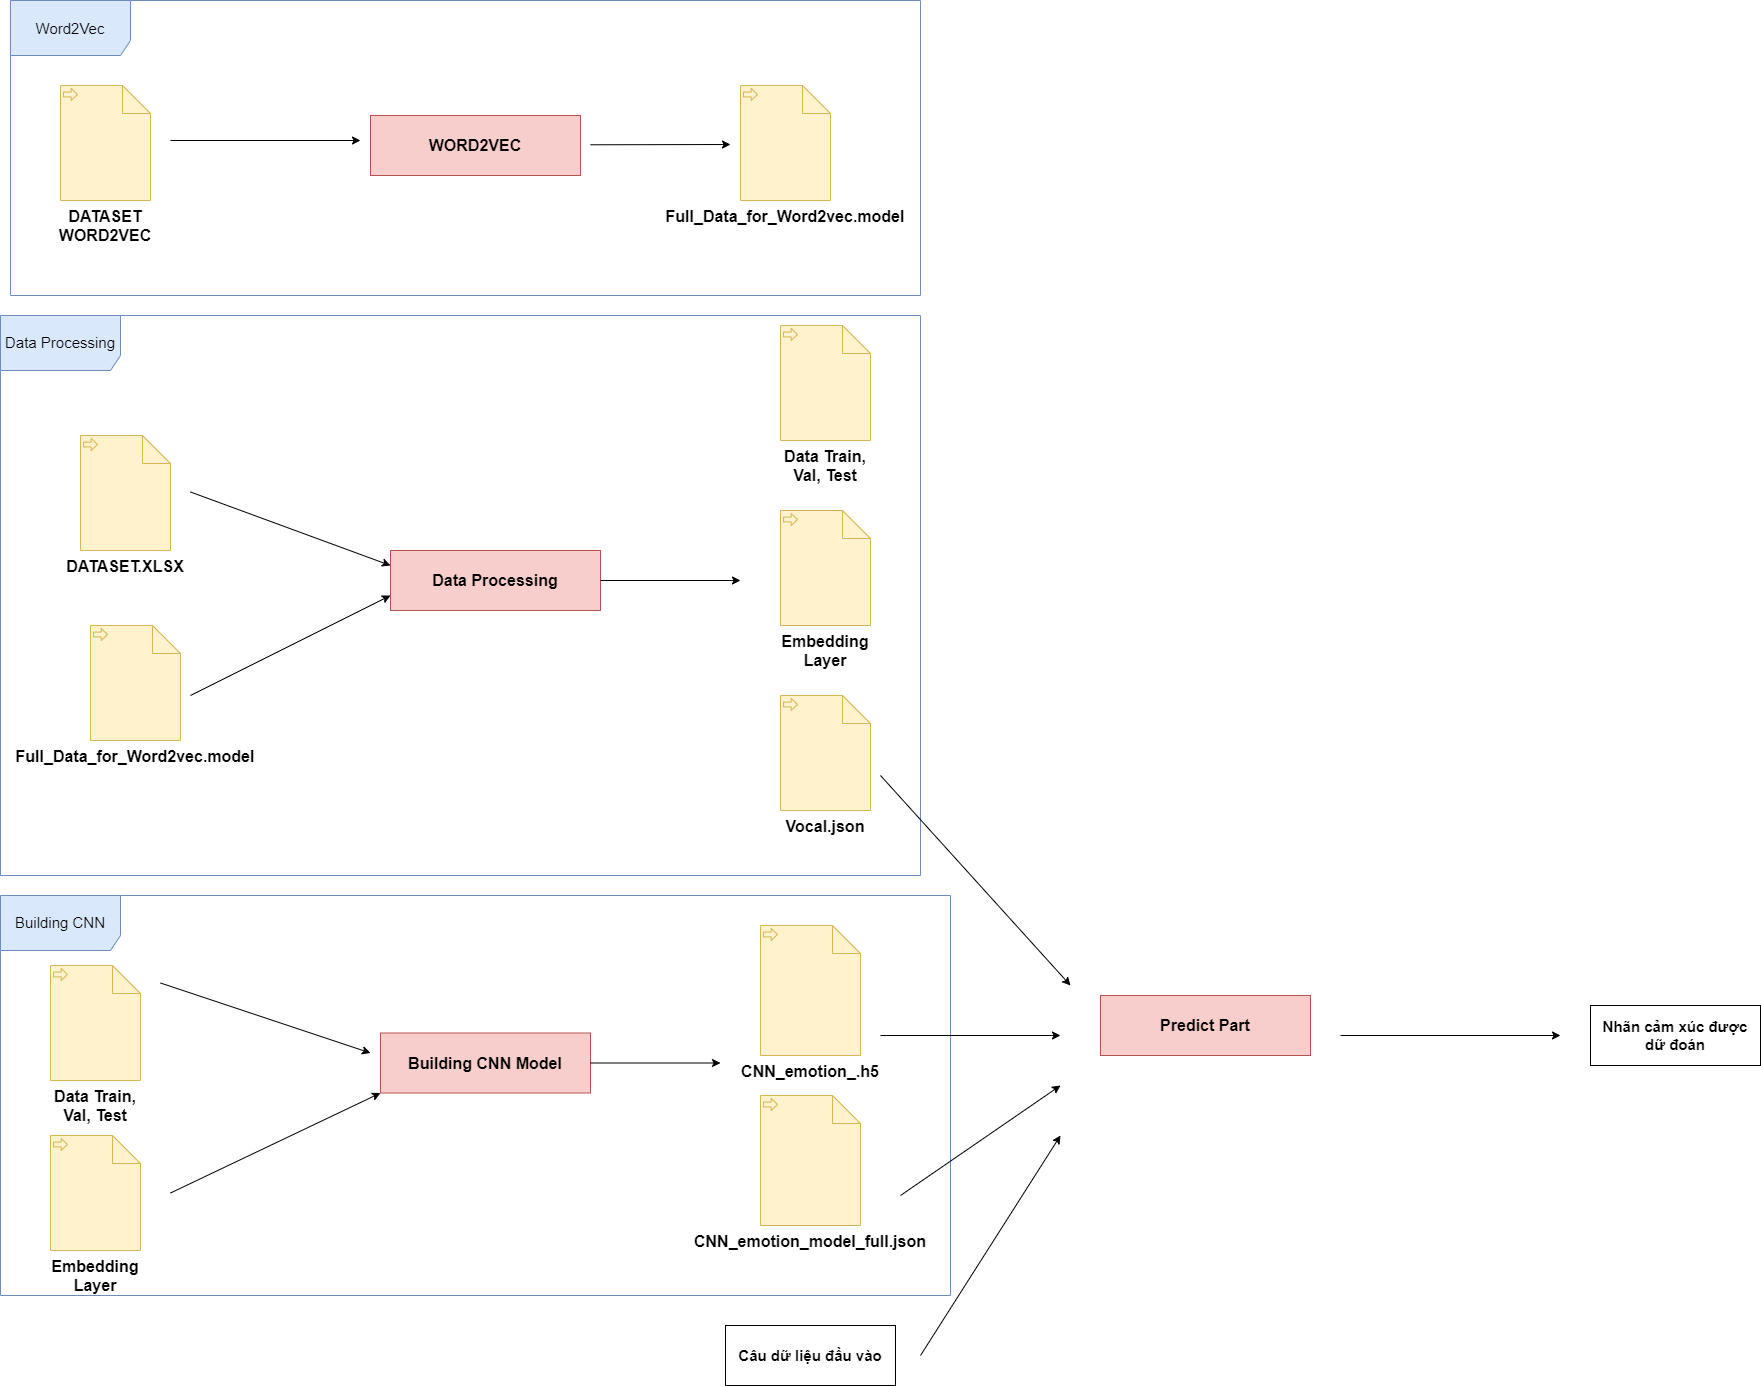 Word2Vec
DATASET
WORD2VEC
WORD2VEC
Full_Data_for_Word2vec.model
Data Processing
Data Train,
Val, Test
DATASET.XLSX
Data Processing
Embedding
Layer
Full_Data_for_Word2vec.model
Vocal.json
Building CNN
Data Train,
Val, Test
Building CNN Model
CNN_emotion_.h5
Embedding
Layer
CNN_emotion_model_full.json
Predict Part
Nhãn cảm xúc được
dữ đoán
Câu dữ liệu đầu vào